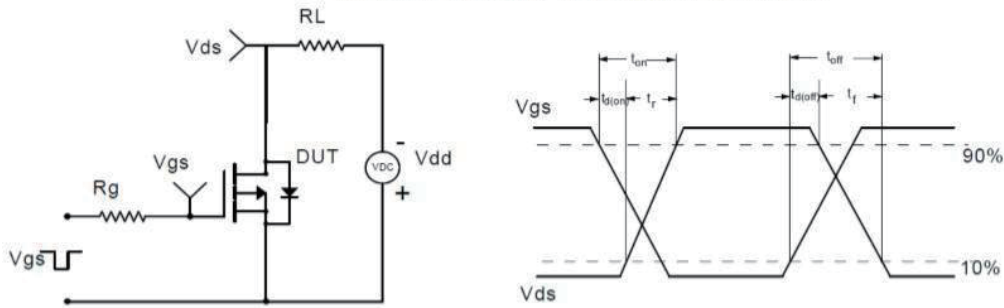 RL
Vds
DUT
Vgs
Rg
Vgs
-
VDC
Vdd
+
ton
toff
td(on)
tr
td(off)
tf
Vgs
90%
10%
Vds